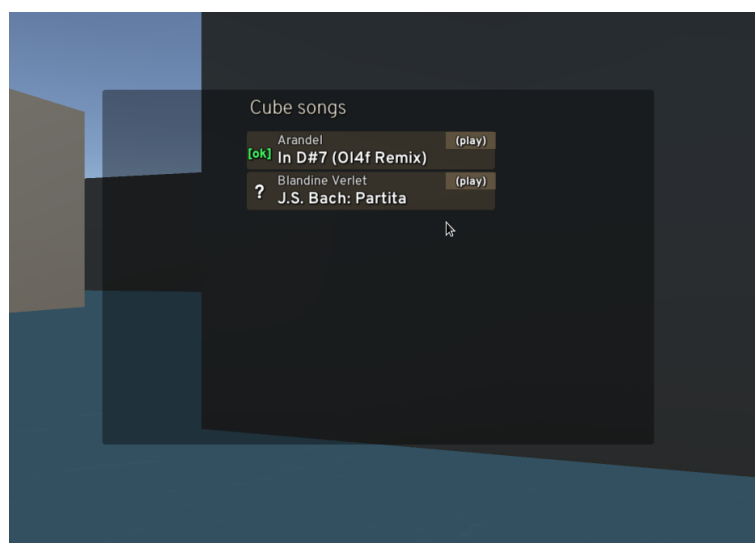 Cube songs
Arandel
(play)
[ok] In D#7 (Ol4f Remix)
Blandine Verlet
(play)
? J.S. Bach: Partita